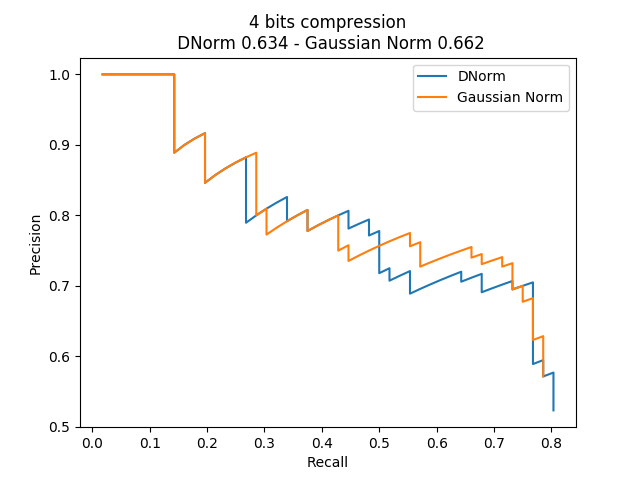 4 bits compression
DNorm 0.634 - Gaussian Norm 0.662
DNorm
Gaussian Norm
1.0
0.9
0.8
0.7
0.6
0.5
Precision
0.0 0.1 0.2 0.3 0.4 0.5 0.6 0.7 0.8
Recall